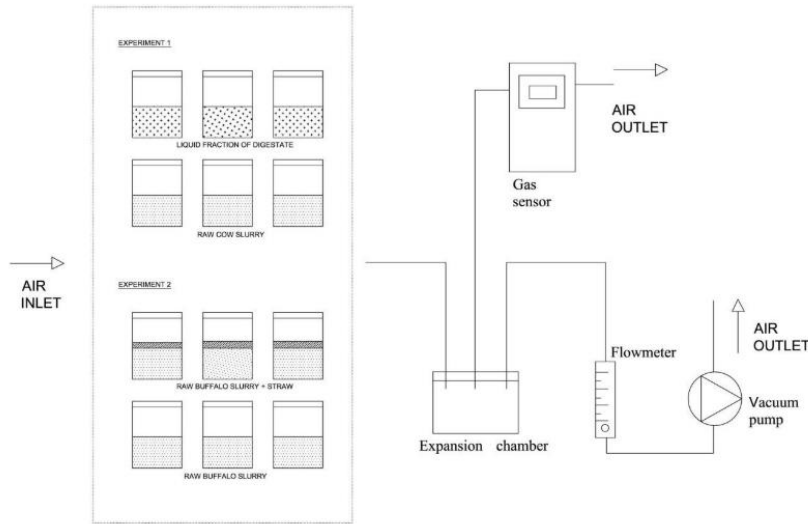 EXPERIMENT 1
LIQUID FRACTION OF DIGESTATE
RAW COW SLURRY
AIR
INLET
EXPERIMENT 2
RAW BUFFALO SLURRY + STRAW
RAW BUFFALO SLURRY
AIR
OUTLET
Gas
sensor
Expansion chamber
Flowmeter
AIR
OUTLET
Vacuum
pump